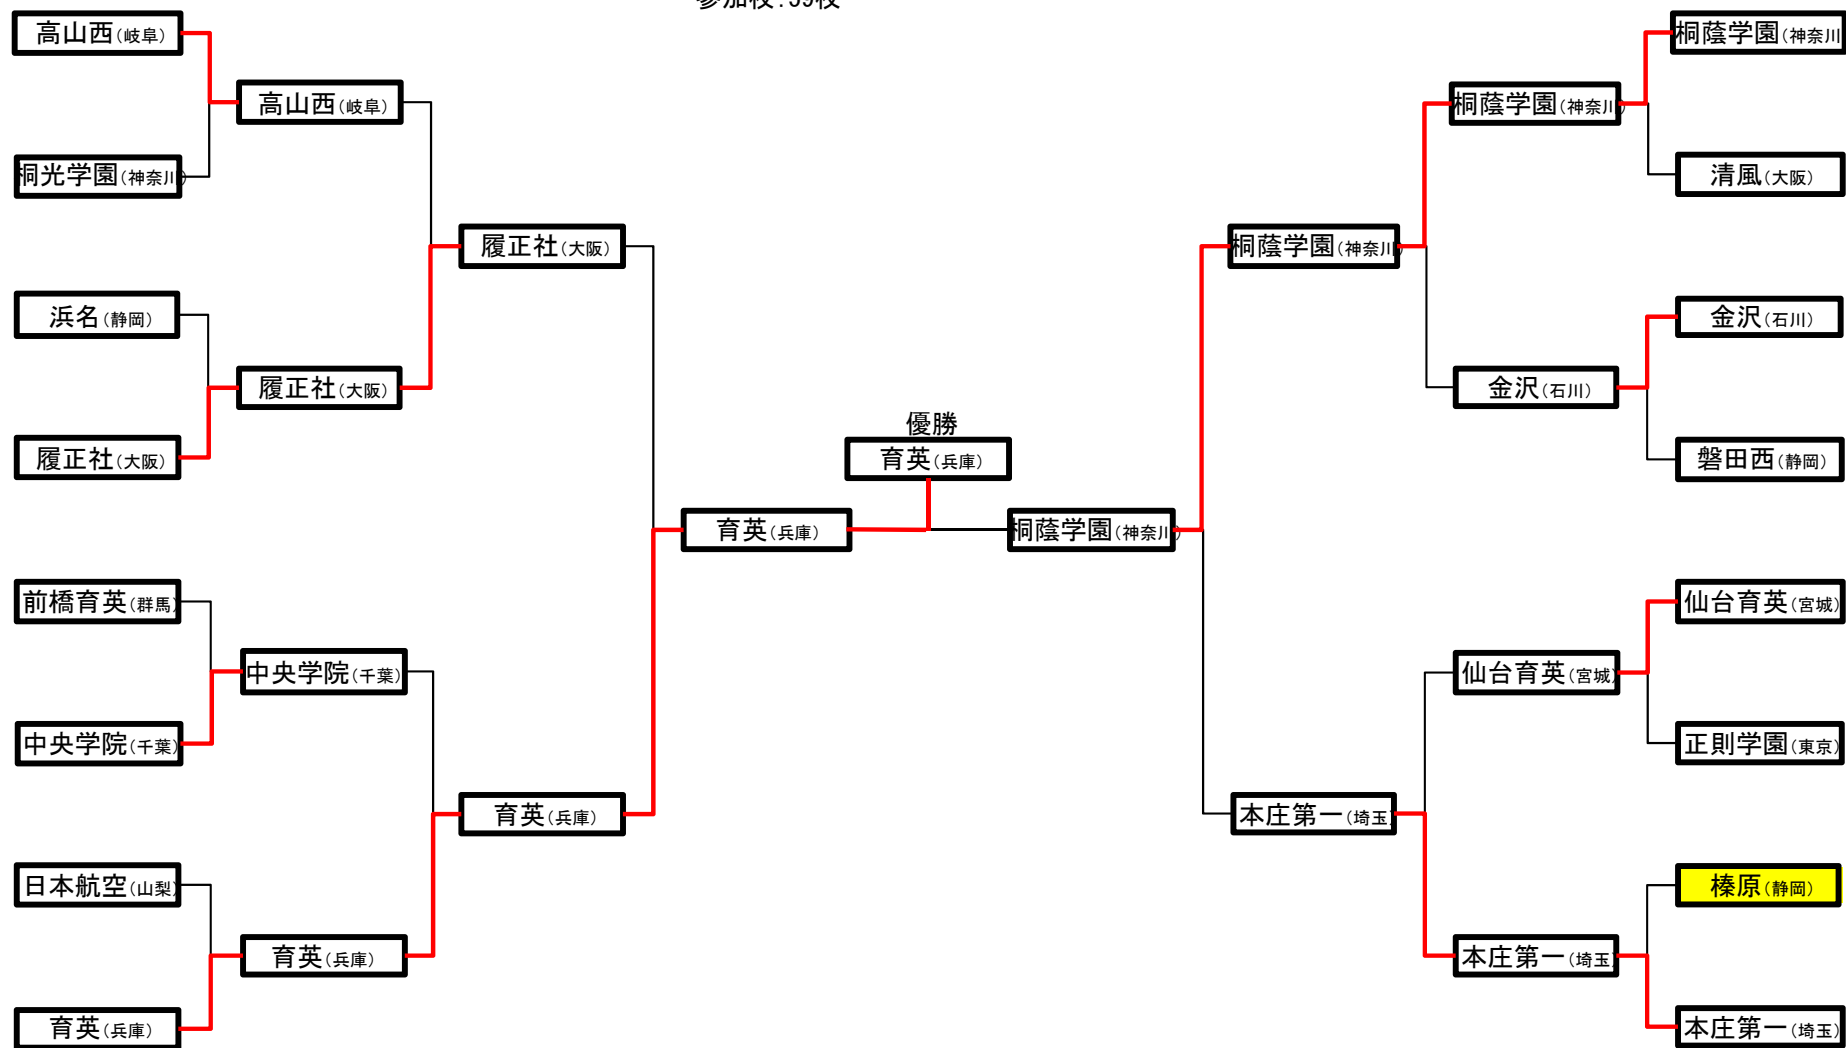 参加校：59校
高山西(岐阜)
桐蔭学園(神奈川)
高山西(岐阜)
桐蔭学園(神奈川)
桐光学園(神奈川)
清風(大阪)
履正社(大阪)
桐蔭学園(神奈川)
浜名(静岡)
金沢(石川)
履正社(大阪)
金沢(石川)
優勝
育英(兵庫)
履正社(大阪)
磐田西(静岡)
育英(兵庫)
桐蔭学園(神奈川)
前橋育英(群馬)
仙台育英(宮城)
中央学院(千葉)
仙台育英(宮城)
中央学院(千葉)
正則学園(東京)
育英(兵庫)
本庄第一(埼玉)
日本航空(山梨)
榛原(静岡)
育英(兵庫)
本庄第一(埼玉)
育英(兵庫)
本庄第一(埼玉)